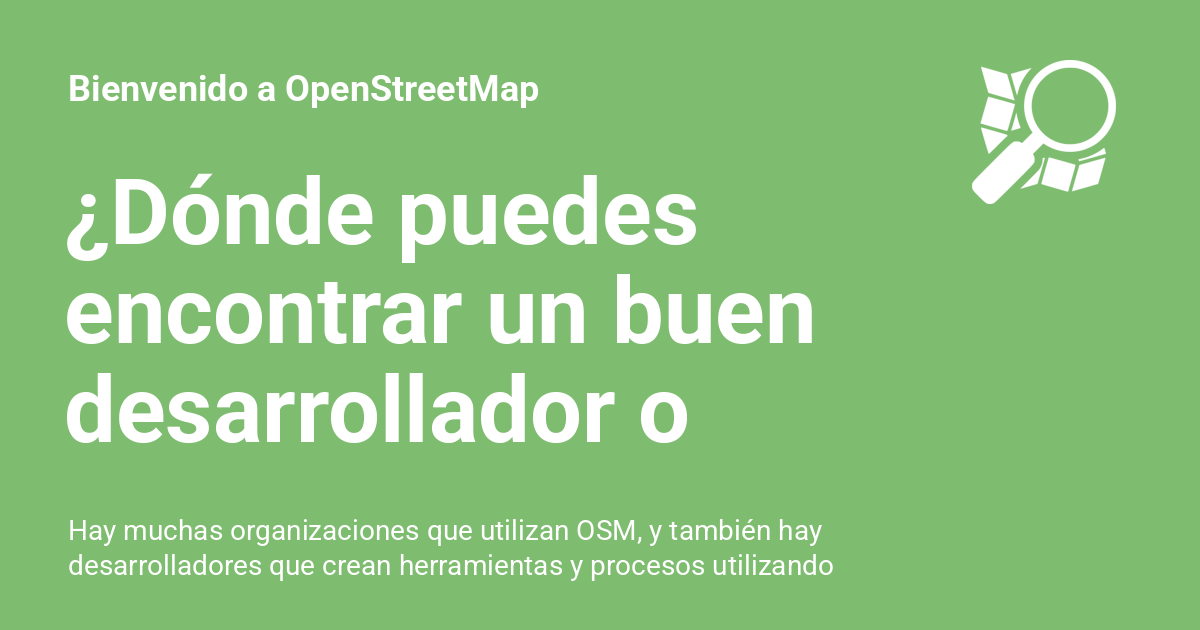 Bienvenido a OpenStreetMap
¿Dónde puedes
encontrar un buen
desarrollador o
Hay muchas organizaciones que utilizan OSM, y también hay
desarrolladores que crean herramientas y procesos utilizando